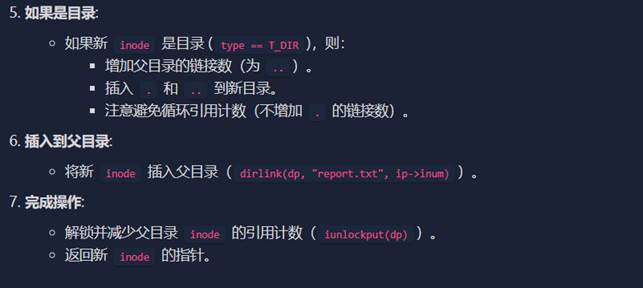 5. 如果是目录:
如果新 inode 是目录 ( type == T_DIR ), 则:
增加父目录的链接数（为 .. ）。
插入 . 和 .. 到新目录。
注意避免循环引用计数（不增加 . 的链接数）。
6. 插入到父目录:
将新 inode 插入父目录（ dirlink(dp, "report.txt", ip->inum) ）。
7. 完成操作:
解锁并减少父目录 inode 的引用计数（ iunlockput(dp) ）。
返回新 inode 的指针。